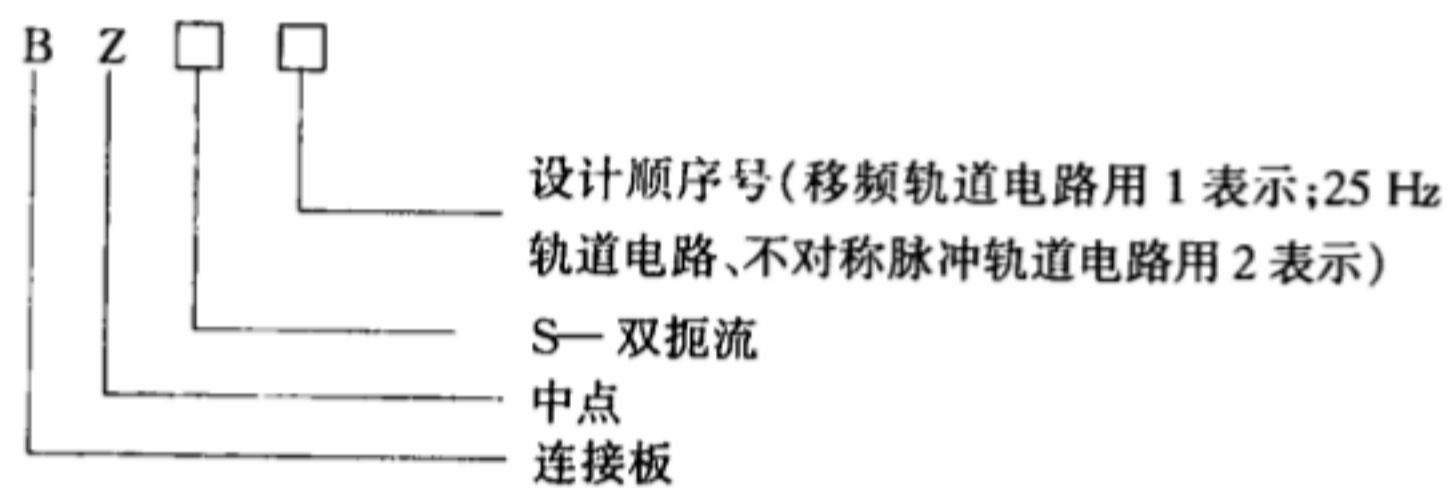 B Z □ □
设计顺序号(移频轨道电路用 1 表示;25 Hz
轨道电路、不对称脉冲轨道电路用 2 表示)
S— 双扼流
中点
连接板